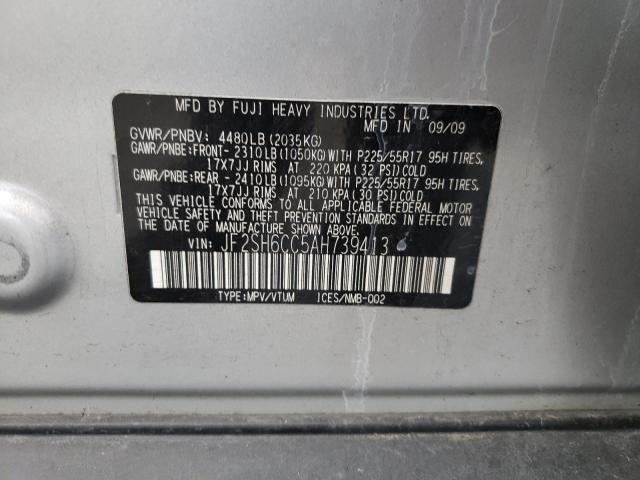 MFD BY FUJI HEAVY INDUSTRIES LTD.
MFD IN 09/09
GVWR/PNBV: 4480LB(2035KG)
GAWR/PNBE:FRONT- 2310LB(1050KG)WITH P225/55R17 95H TIRES,
17X7JJ RIMS AT 220 KPA(32 PSI)COLD
GAWR/PNBE:REAR - 2410LB(1095KG)WITH P225/55R17 95H TIRES,
17X7JJ RIMS AT 210 KPA(30 PSI)COLD
THIS VEHICLE CONFORMS TO ALL APPLICABLE FEDERAL MOTOR
VEHICLE SAFETY AND THEFT PREVENTION STANDARDS IN EFFECT ON
THE DATE OF MANUFACTURE SHOWN ABOVE.
VIN: JF2SH6CC5AH739413
TYPE:MPV/VTUM ICES/NMB-002